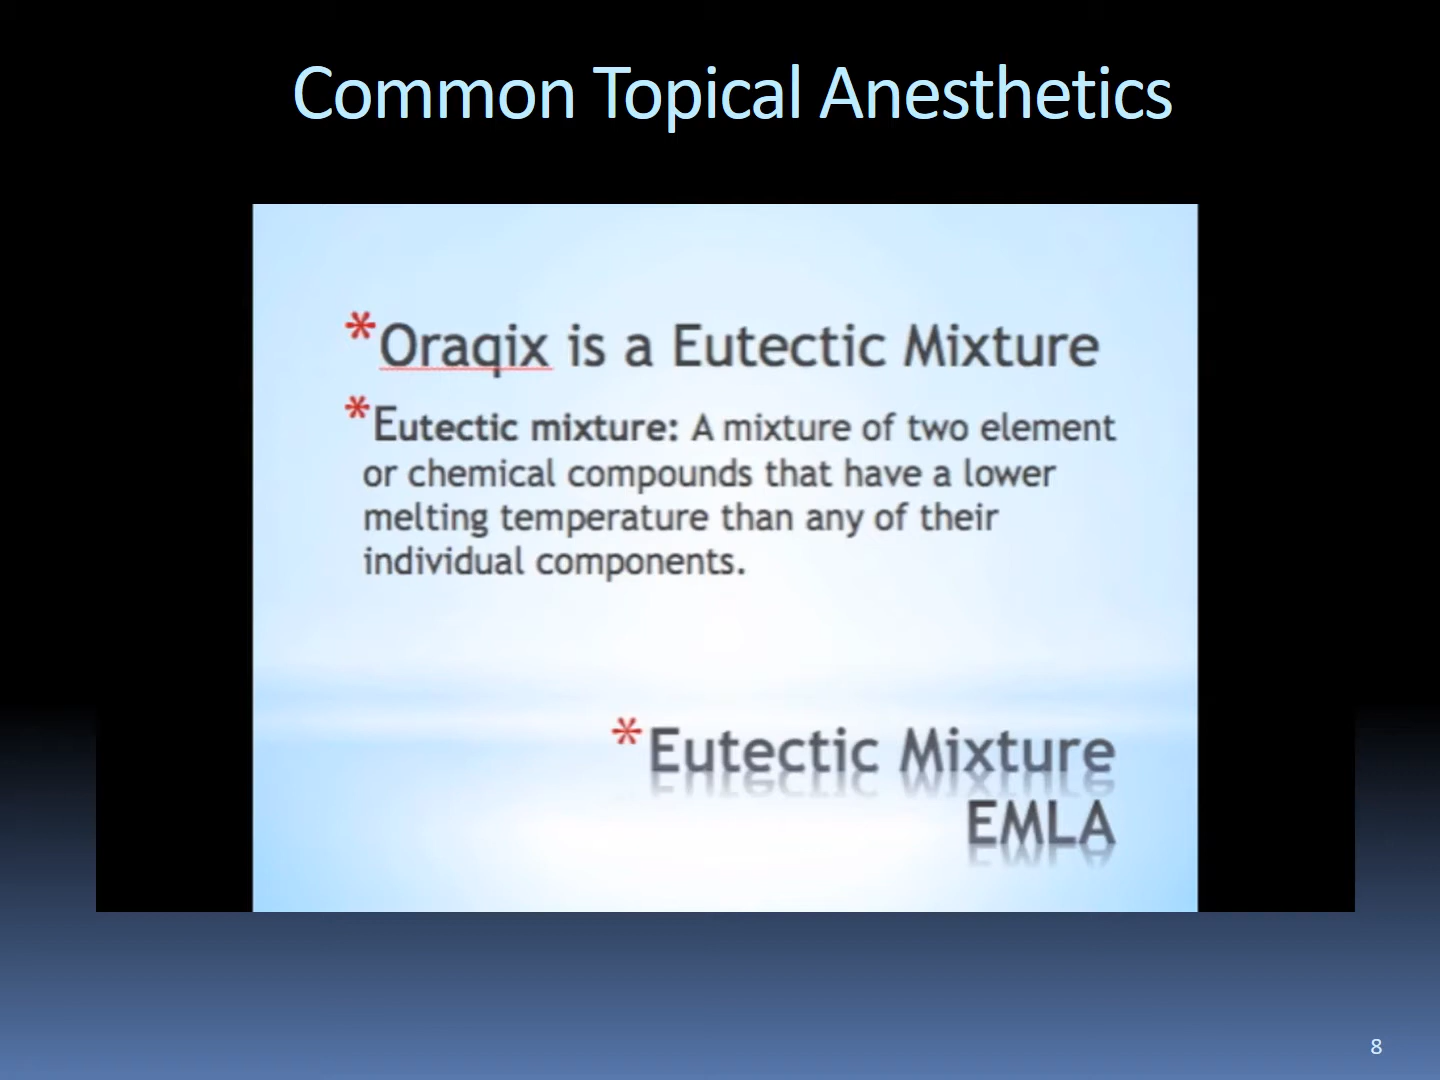 Common Topical Anesthetics
*Oraqix is a Eutectic Mixture
*Eutectic mixture: A mixture of two element
or chemical compounds that have a lower
melting temperature than any of their
individual components.
*Eutectic Mixture
EMLA
8